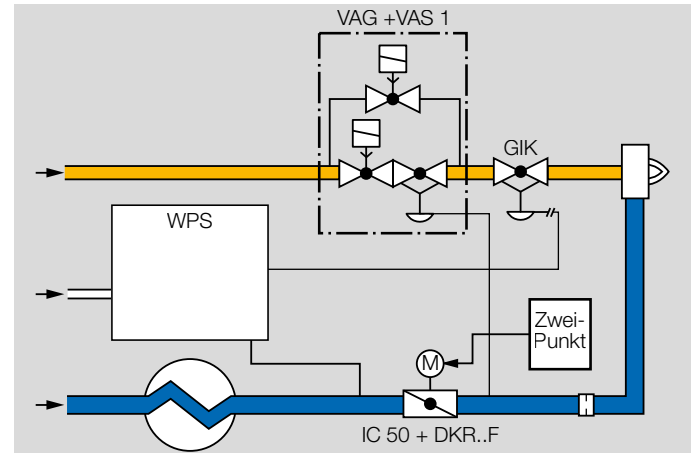 VAG +VAS 1
GIK
WPS
Zwei-
Punkt
M
IC 50 + DKR..F